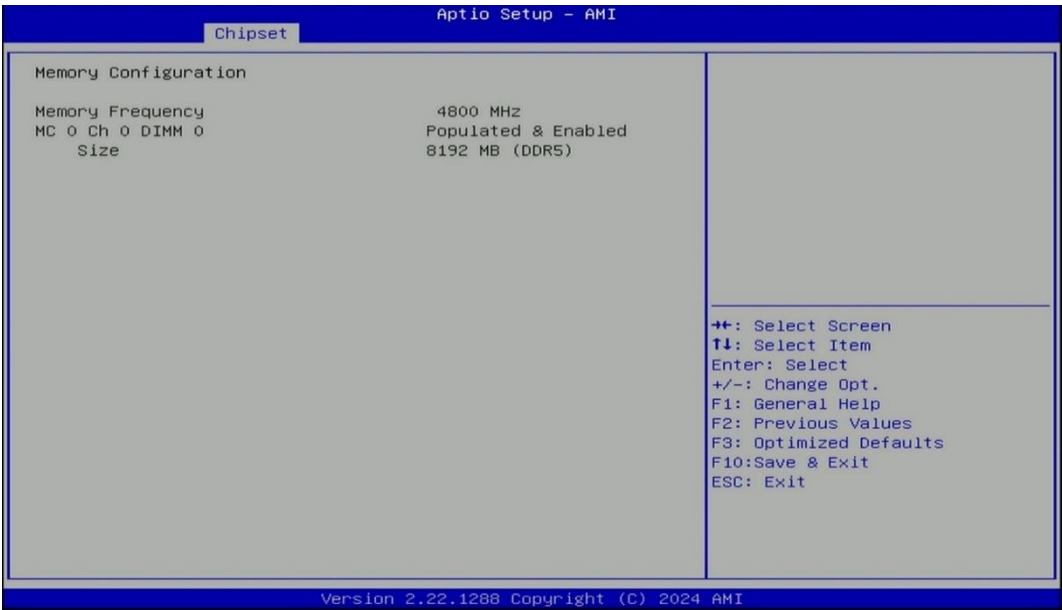 Aptio Setup – AMI
Chipset
Memory Configuration
Memory Frequency 4800 MHz
MC 0 Ch 0 DIMM 0 Populated & Enabled
Size 8192 MB (DDR5)
→←: Select Screen
↑↓: Select Item
Enter: Select
+/-: Change Opt.
F1: General Help
F2: Previous Values
F3: Optimized Defaults
F10:Save & Exit
ESC: Exit
Version 2.22.1288 Copyright (C) 2024 AMI